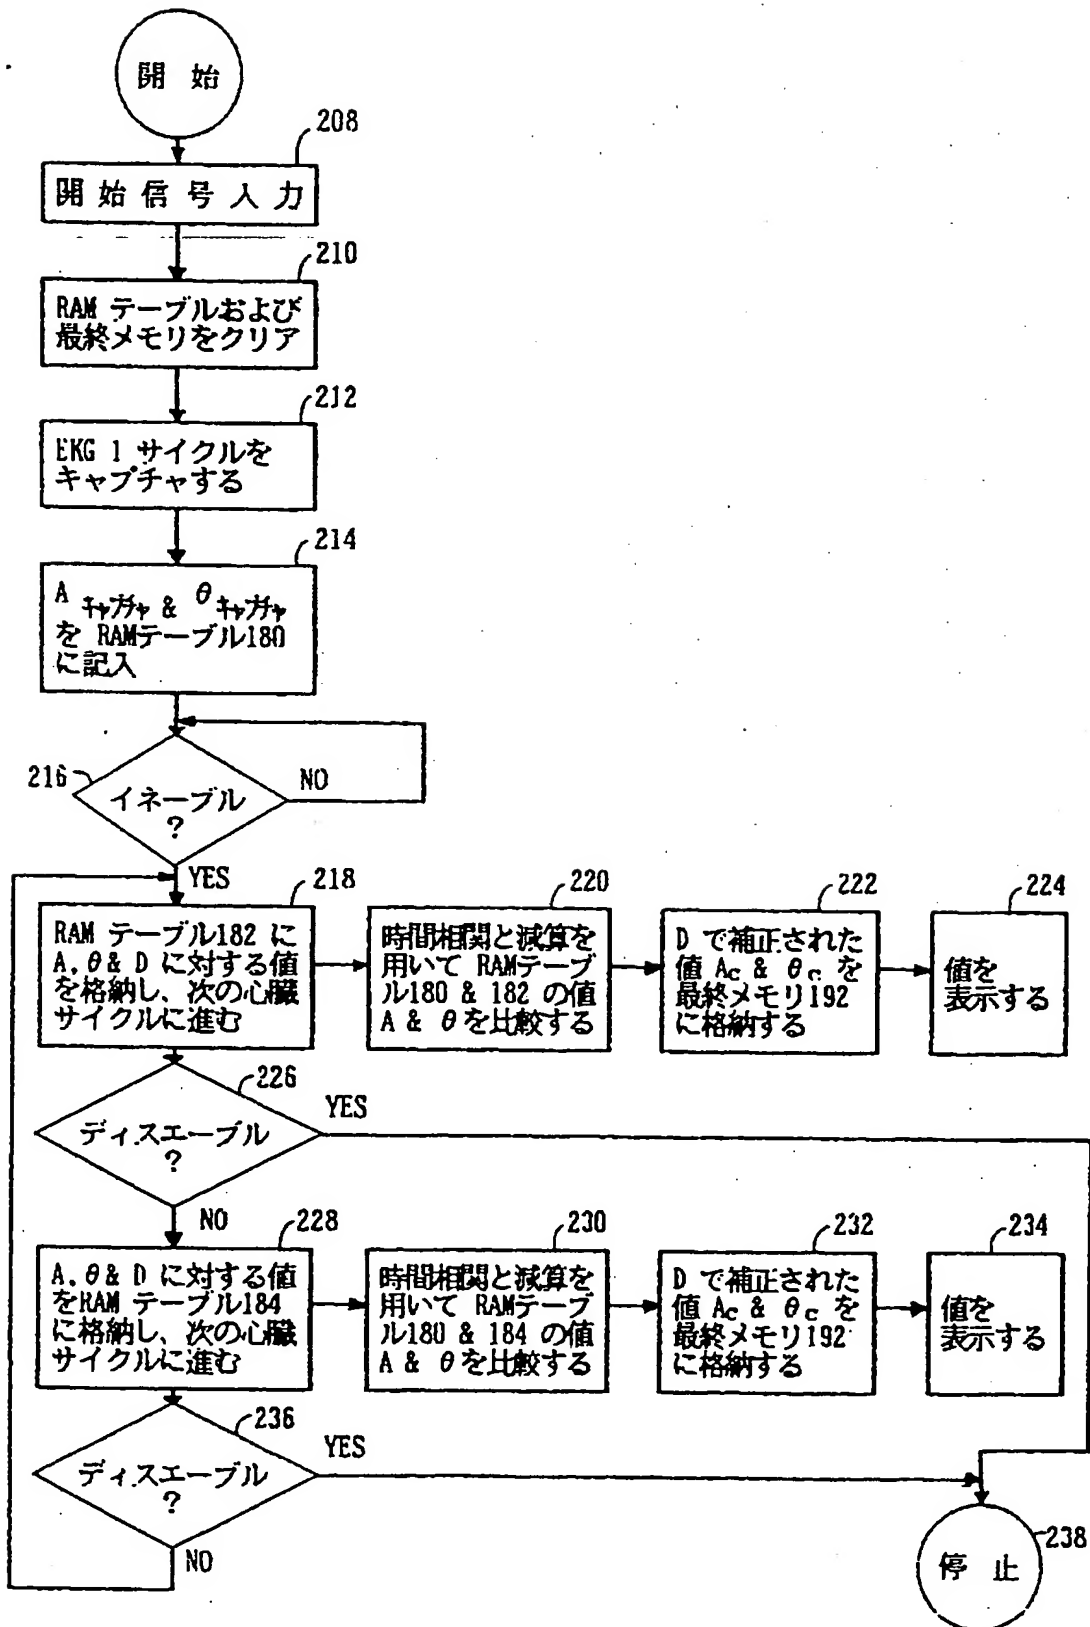 開始
208
開始信号入力
210
RAM テーブルおよび
最終メモリをクリア
212
EKG 1 サイクルを
キャプチャする
214
A キャプチャ & θ キャプチャ
を RAMテーブル180
に記入
216
イネーブル
?
NO
YES
218
RAM テーブル182 に
A,θ& D に対する値
を格納し、次の心臓
サイクルに進む
220
時間相関と減算を
用いて RAMテーブ
ル180 & 182 の値
A & θ を比較する
222
D で補正された
値 Ac & θc を
最終メモリ192
に格納する
224
値を
表示する
226
ディスエーブル
?
YES
NO
228
A,θ& D に対する値
をRAM テーブル184
に格納し、次の心臓
サイクルに進む
230
時間相関と減算を
用いて RAMテーブ
ル180 & 184 の値
A & θ を比較する
232
D で補正された
値 Ac & θc を
最終メモリ192
に格納する
234
値を
表示する
236
ディスエーブル
?
YES
NO
238
停止